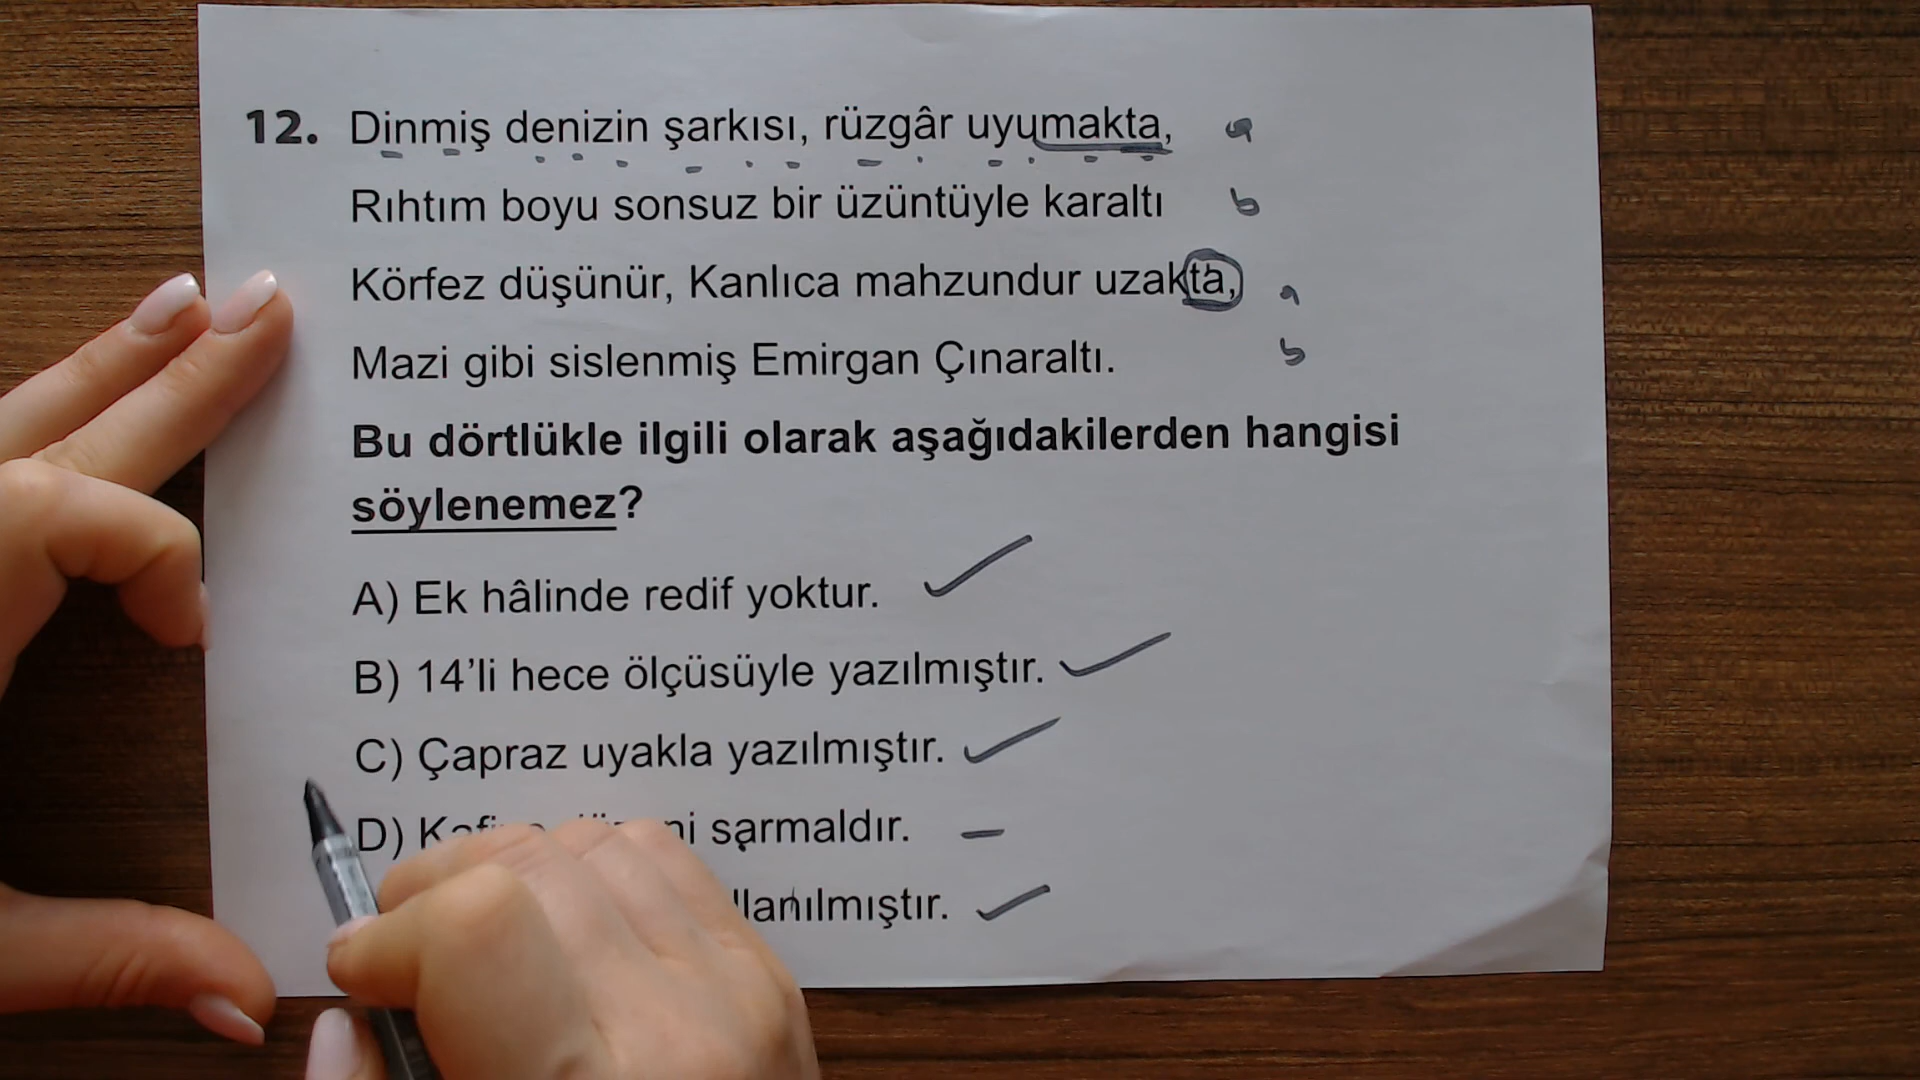 12. Dinmiş denizin şarkısı, rüzgâr uyumakta, a
Rıhtım boyu sonsuz bir üzüntüyle karaltı b
Körfez düşünür, Kanlıca mahzundur uzakta, a
Mazi gibi sislenmiş Emirgan Çınaraltı. b
Bu dörtlükle ilgili olarak aşağıdakilerden hangisi
söylenemez?
A) Ek hâlinde redif yoktur.
B) 14’li hece ölçüsüyle yazılmıştır.
C) Çapraz uyakla yazılmıştır.
D) sarmaldır.